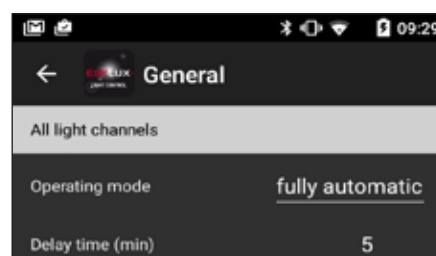 09:29
General
All light channels
Operating mode fully automatic
Delay time (min) 5